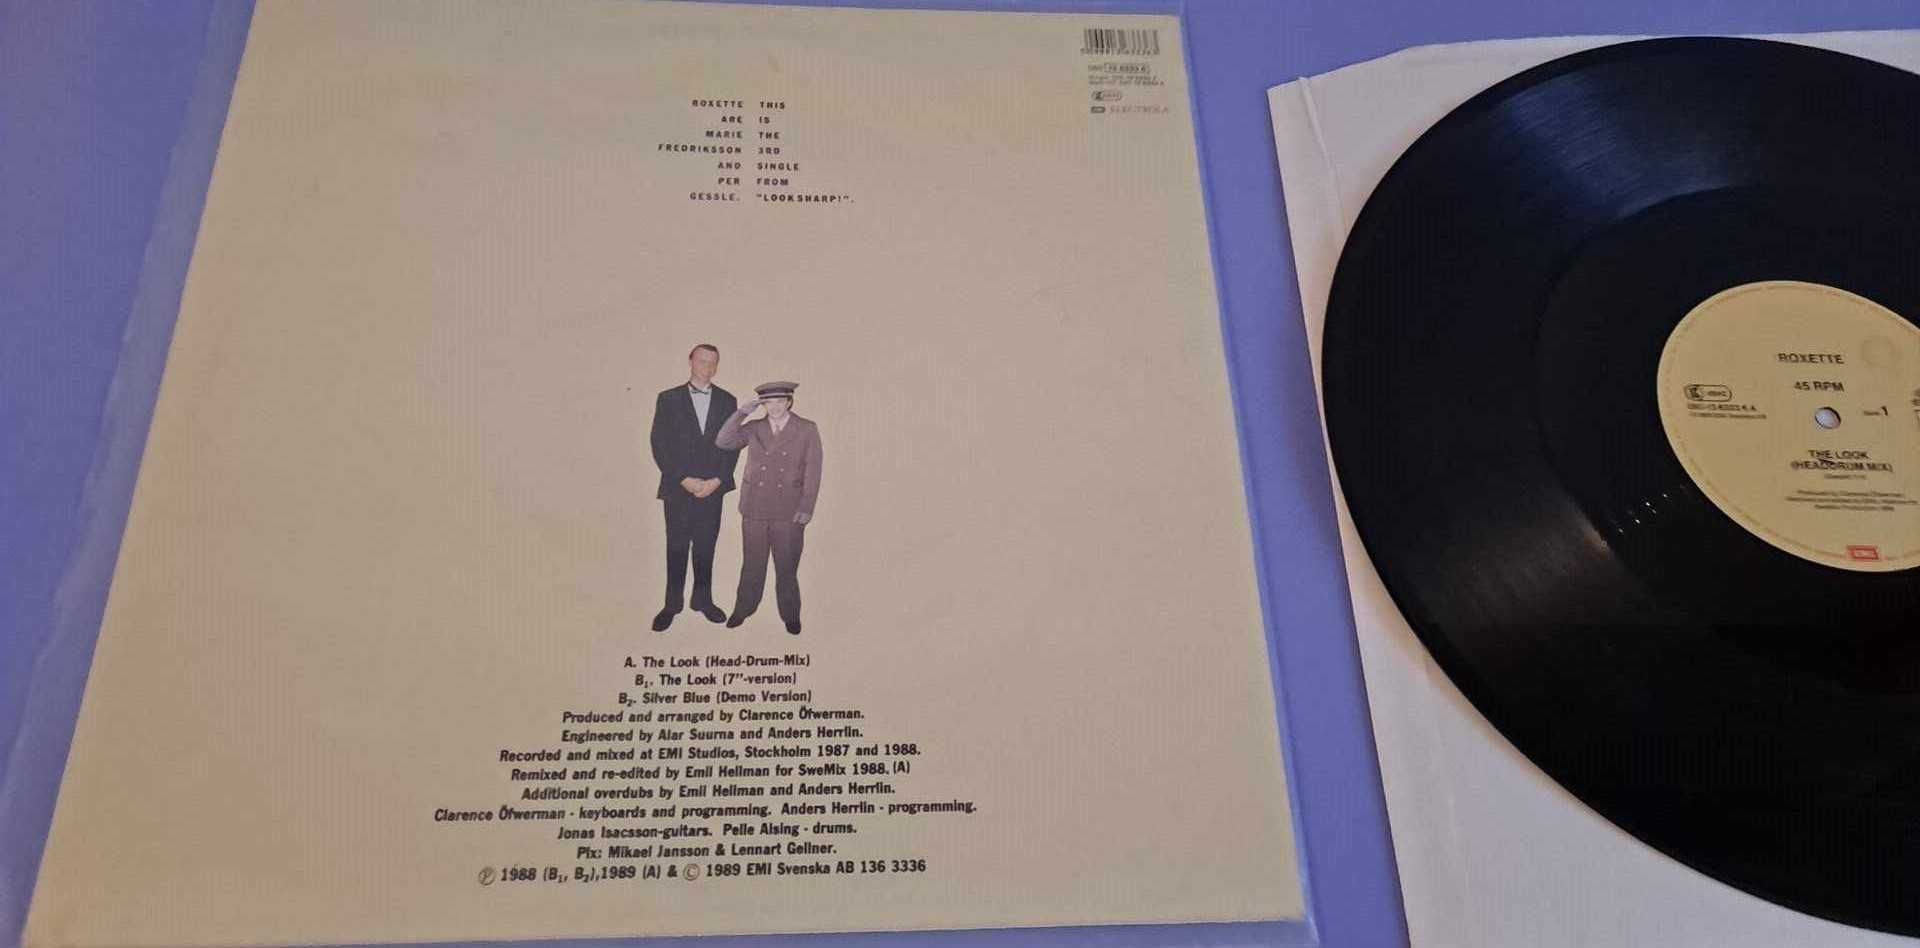 ROXETTE THIS
ARE IS
MARIE THE
FREDRIKSSON 3RD
AND SINGLE
PER FROM
GESSLE. "LOOK SHARP!".
ELECTROLA
A. The Look (Head-Drum-Mix)
B1. The Look (7"-version)
B2. Silver Blue (Demo Version)
Produced and arranged by Clarence Öfwerman.
Engineered by Alar Suurna and Anders Herrlin.
Recorded and mixed at EMI Studios, Stockholm 1987 and 1988.
Remixed and re-edited by Emil Hellman for SweMix 1988. (A)
Additional overdubs by Emil Hellman and Anders Herrlin.
Clarence Öfwerman - keyboards and programming. Anders Herrlin - programming.
Jonas Isacsson-guitars. Pelle Alsing - drums.
Pix: Mikael Jansson & Lennart Gellner.
Ⓟ 1988 (B1, B2), 1989 (A) & © 1989 EMI Svenska AB 136 3336
ROXETTE
45 RPM
Side 1
THE LOOK
(HEADDRUM MIX)
EMI